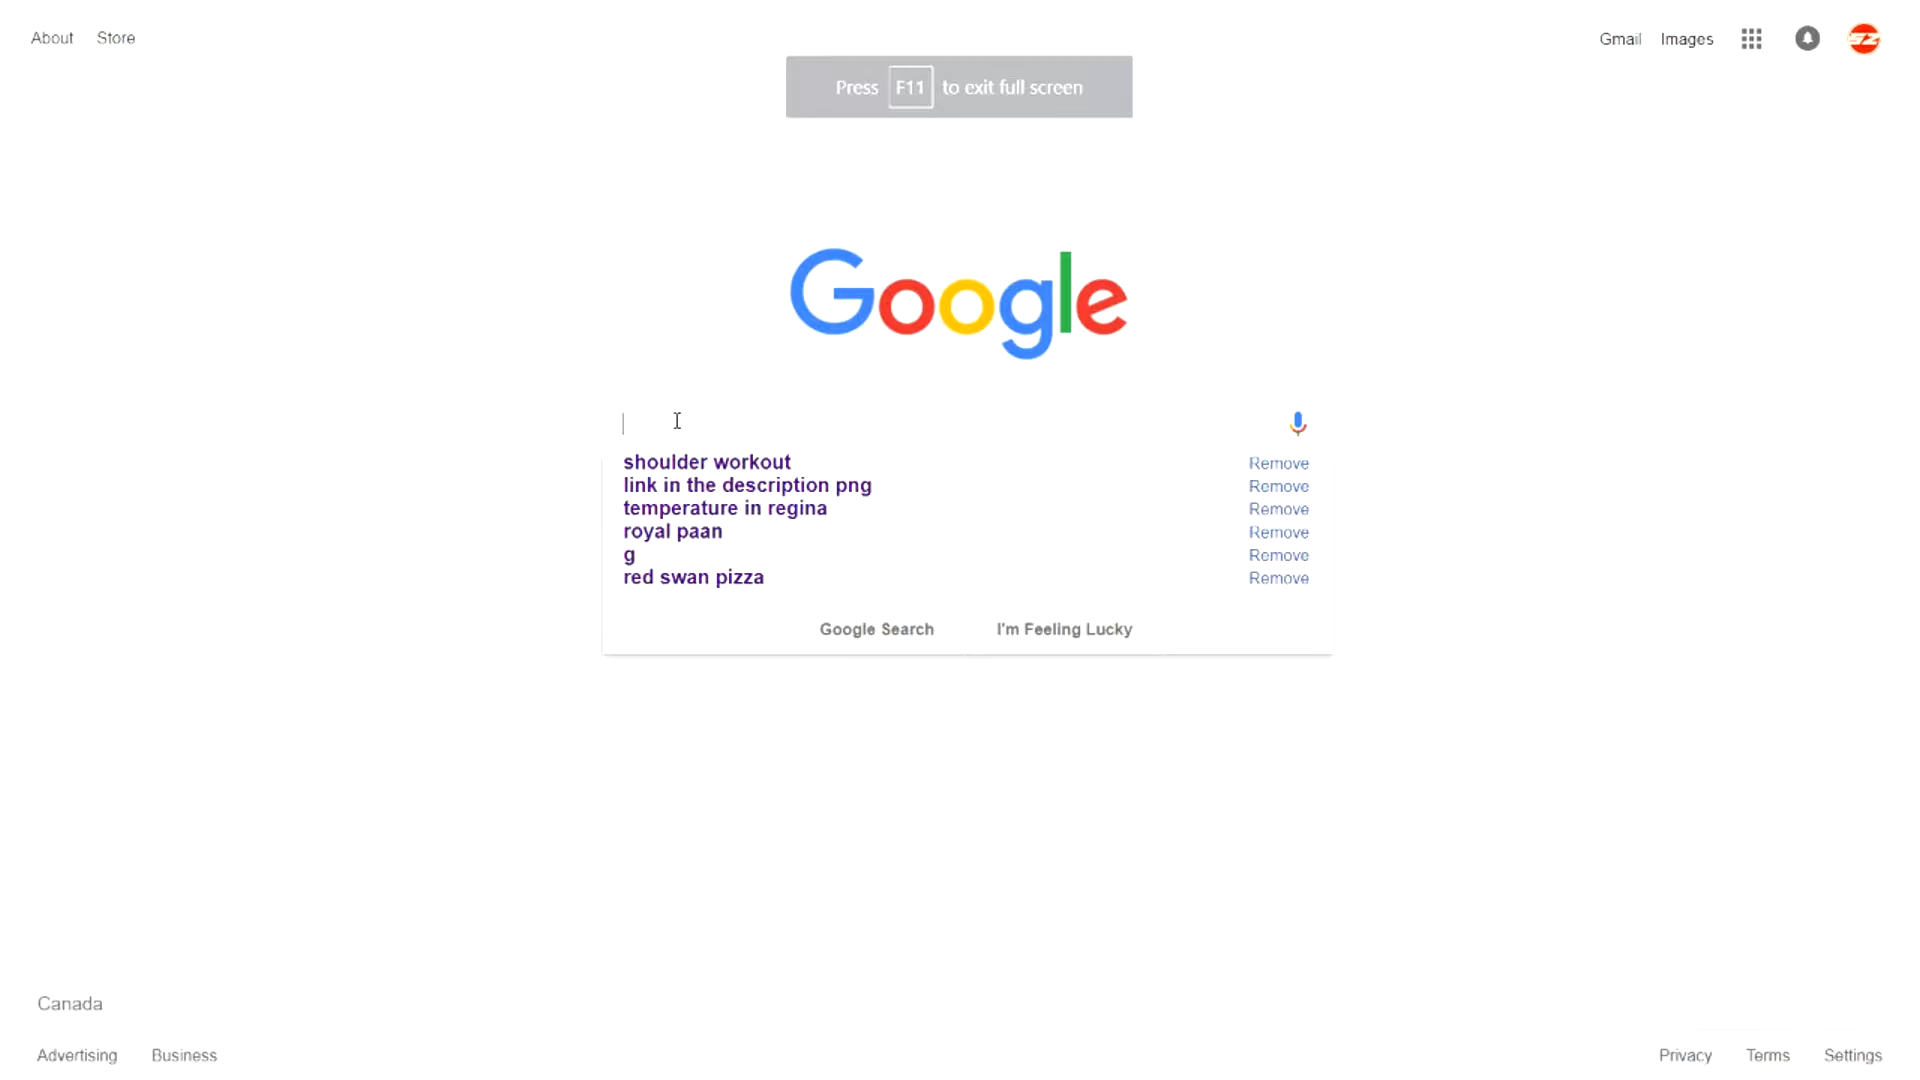 About Store
Gmail Images
Press F11 to exit full screen
Google
shoulder workout Remove
link in the description png Remove
temperature in regina Remove
royal paan Remove
g Remove
red swan pizza Remove
Google Search I'm Feeling Lucky
Canada
Advertising Business
Privacy Terms Settings